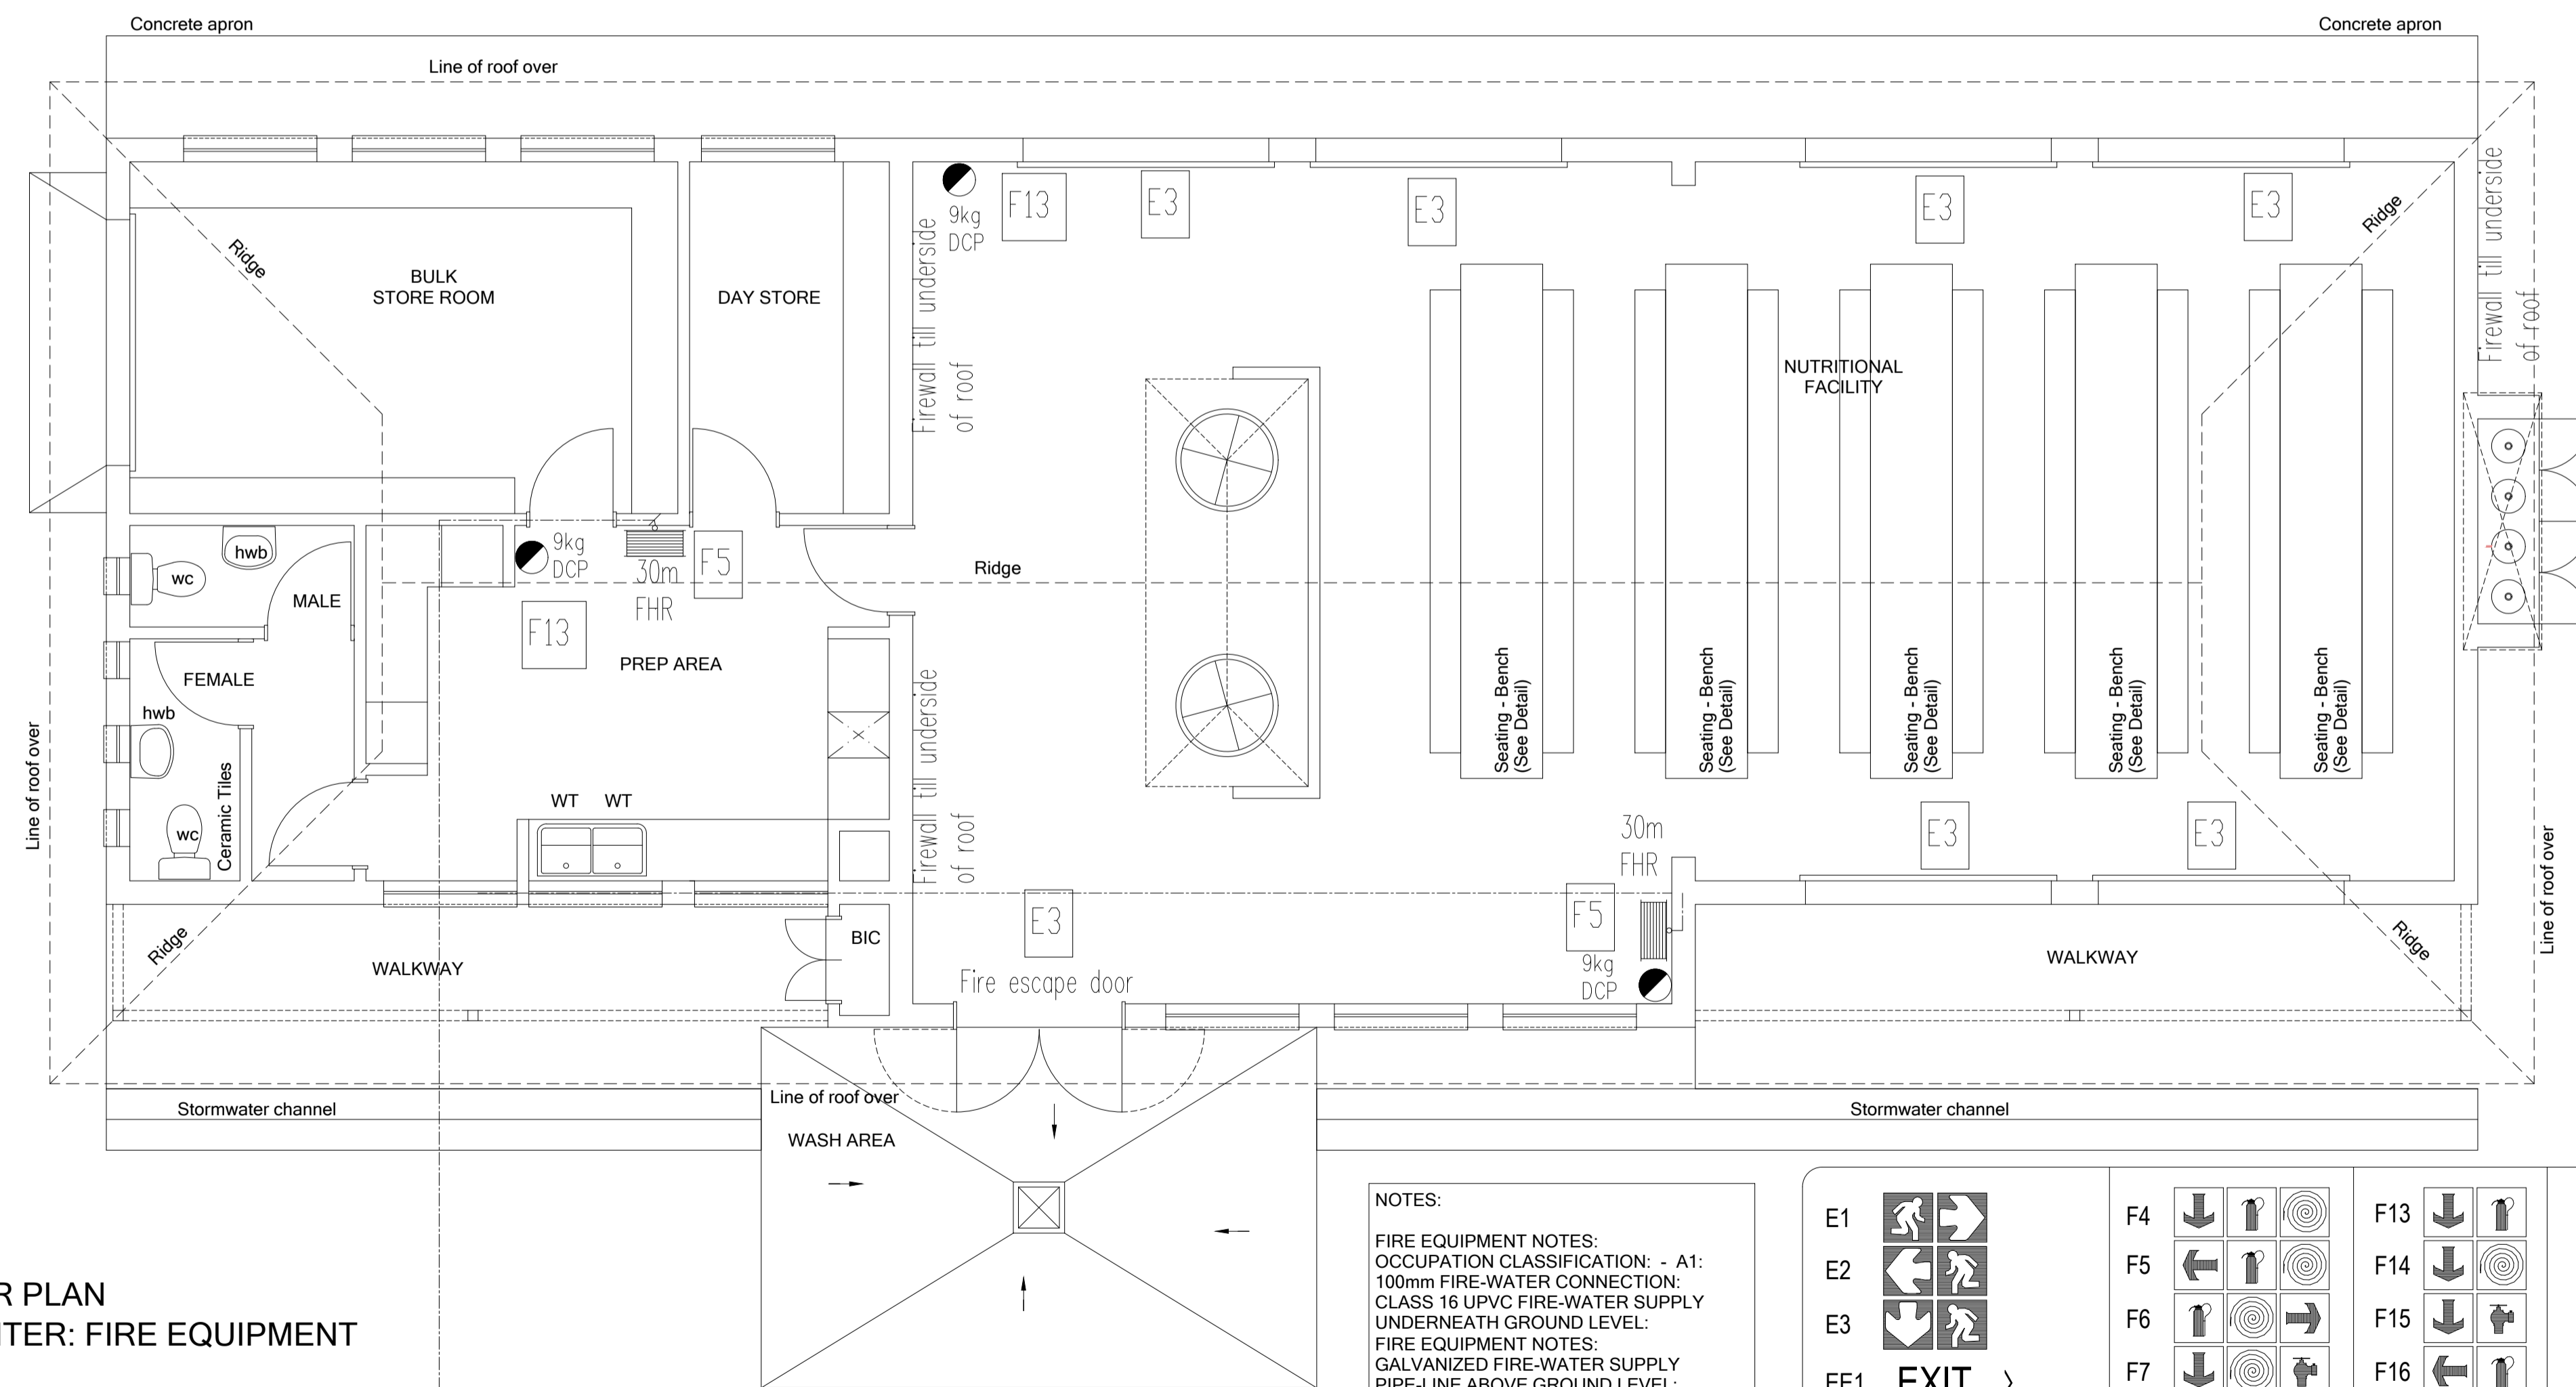 Concrete apron
Concrete apron
Line of roof over
Firewall till underside
of roof
Ridge
Ridge
9kg
DCP
F13
E3
E3
E3
E3
BULK
STORE ROOM
DAY STORE
Firewall till underside
of roof
NUTRITIONAL
FACILITY
hwb
wc
MALE
9kg
DCP
30m
FHR
F5
F13
PREP AREA
Ridge
FEMALE
hwb
wc
Ceramic Tiles
WT WT
Firewall till underside
of roof
Seating - Bench
(See Detail)
Seating - Bench
(See Detail)
Seating - Bench
(See Detail)
Seating - Bench
(See Detail)
Seating - Bench
(See Detail)
Line of roof over
Line of roof over
30m
FHR
E3
E3
E3
F5
9kg
DCP
BIC
Ridge
WALKWAY
Fire escape door
WALKWAY
Ridge
Line of roof over
Stormwater channel
Stormwater channel
WASH AREA
R PLAN
NTER: FIRE EQUIPMENT
NOTES:
FIRE EQUIPMENT NOTES:
OCCUPATION CLASSIFICATION: - A1:
100mm FIRE-WATER CONNECTION:
CLASS 16 UPVC FIRE-WATER SUPPLY
UNDERNEATH GROUND LEVEL:
FIRE EQUIPMENT NOTES:
GALVANIZED FIRE-WATER SUPPLY
PIPE-LINE ABOVE GROUND LEVEL:
E1
E2
E3
EE1 EXIT
F4
F5
F6
F7
F13
F14
F15
F16